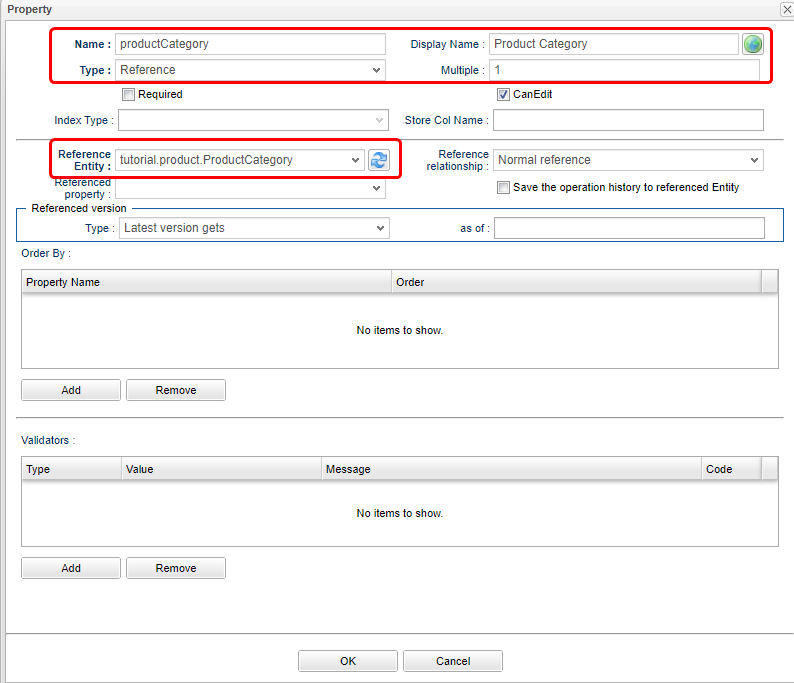 Property
Name : productCategory Display Name : Product Category
Type : Reference Multiple : 1
Required CanEdit
Index Type : Store Col Name :
Reference Entity : tutorial.product.ProductCategory Reference relationship : Normal reference
Referenced property : Save the operation history to referenced Entity
Referenced version
Type : Latest version gets as of :
Order By :
Property Name Order
No items to show.
Add Remove
Validators :
Type Value Message Code
No items to show.
Add Remove
OK Cancel